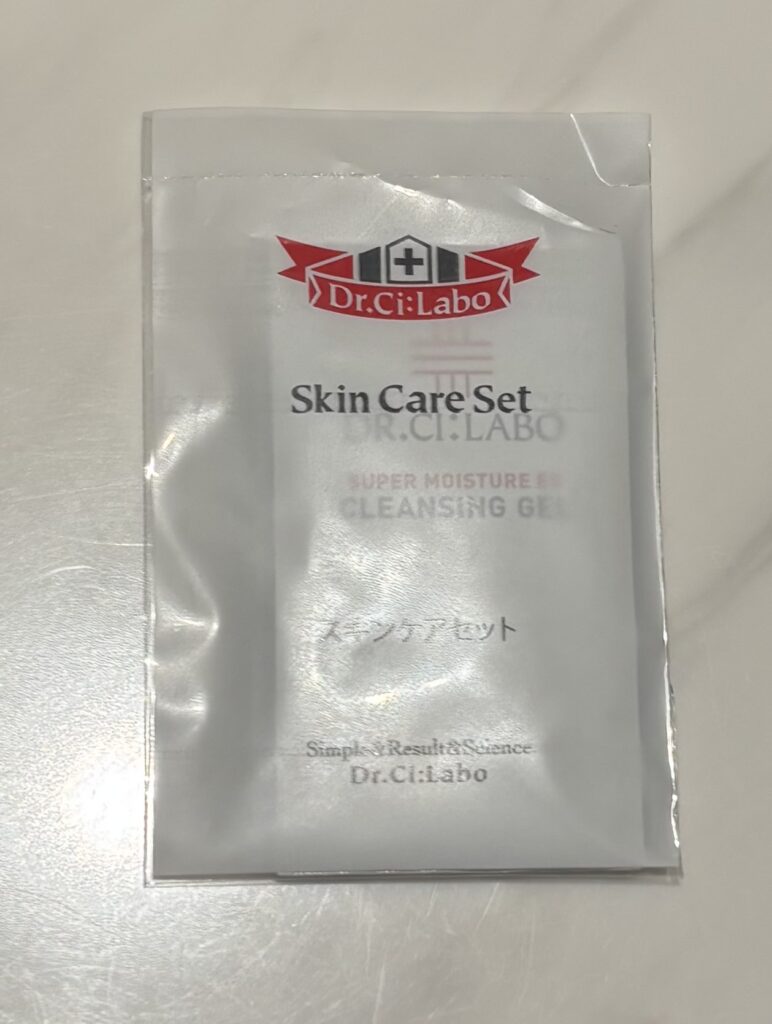 Dr.Ci:Labo
Skin Care Set
DR.CI:LABO
SUPER MOISTURE
CLEANSING GEL
スキンケアセット
Simple&Result&Science
Dr.Ci:Labo